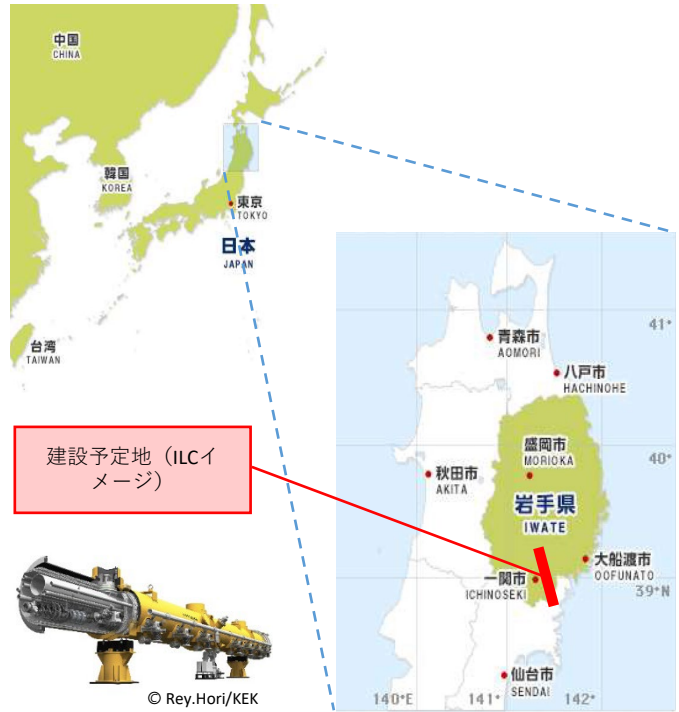 中国
CHINA
韓国
KOREA
東京
TOKYO
日本
JAPAN
台湾
TAIWAN
建設予定地（ILCイ
メージ）
© Rey.Hori/KEK
41°
青森市
AOMORI
八戸市
HACHINOHE
盛岡市
MORIOKA
40°
秋田市
AKITA
岩手県
IWATE
大船渡市
OOFUNATO
一関市
ICHINOSEKI
39°N
仙台市
SENDAI
140°E
141°
142°